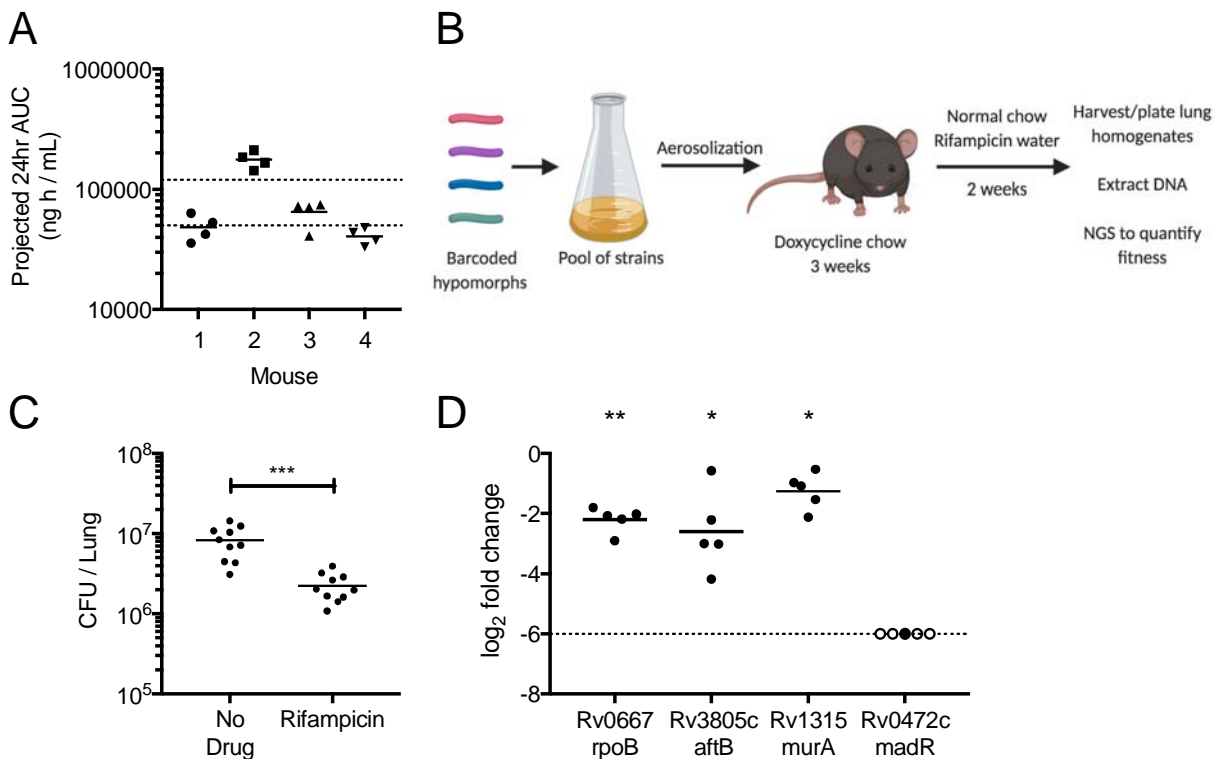 A
Projected 24hr AUC
(ng h / mL)
1000000
100000
10000
1 2 3 4
Mouse
B
Barcoded
hypomorphs
Pool of strains
Aerosolization
Doxycycline chow
3 weeks
Normal chow
Rifampicin water
2 weeks
Harvest/plate lung
homogenates
Extract DNA
NGS to quantify
fitness
C
CFU / Lung
10^8
10^7
10^6
10^5
***
No
Drug
Rifampicin
D
log2 fold change
** * *
0
-2
-4
-6
-8
Rv0667 Rv3805c Rv1315 Rv0472c
rpoB aftB murA madR